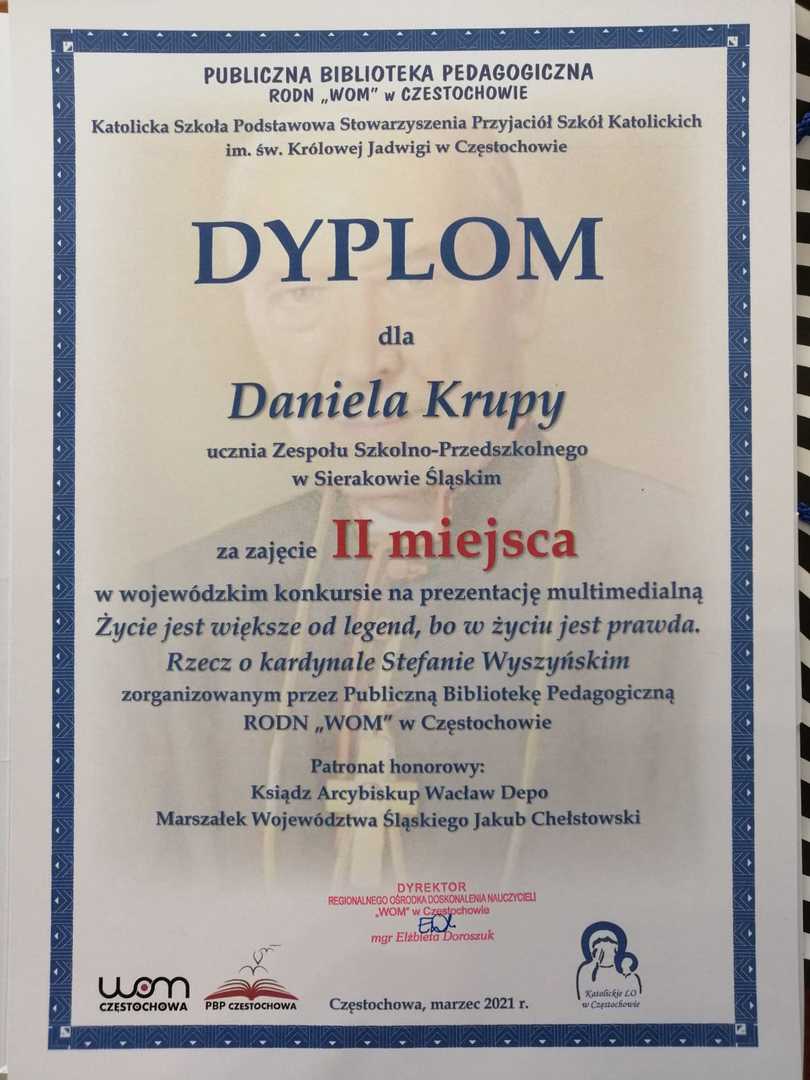 PUBLICZNA BIBLIOTEKA PEDAGOGICZNA
RODN „WOM” w CZESTOCHOWIE
Katolicka Szkoła Podstawowa Stowarzyszenia Przyjaciół Szkół Katolickich
im. św. Królowej Jadwigi w Częstochowie
DYPLOM
dla
Daniela Krupy
ucznia Zespołu Szkolno-Przedszkolnego
w Sierakowie Śląskim
za zajęcie II miejsca
w wojewódzkim konkursie na prezentację multimedialną
Życie jest większe od legend, bo w życiu jest prawda.
Rzecz o kardynale Stefanie Wyszyńskim
zorganizowanym przez Publiczną Bibliotekę Pedagogiczną
RODN „WOM” w Częstochowie
Patronat honorowy:
Ksiądz Arcybiskup Wacław Depo
Marszałek Województwa Śląskiego Jakub Chełstowski
DYREKTOR
REGIONALNEGO OŚRODKA DOSKONALENIA NAUCZYCIELI
„WOM” w Częstochowie
mgr Elżbieta Doroszuk
WOM
CZĘSTOCHOWA
PBP CZESTOCHOWA
Częstochowa, marzec 2021 r.
Katolickie LO
w Częstochowie